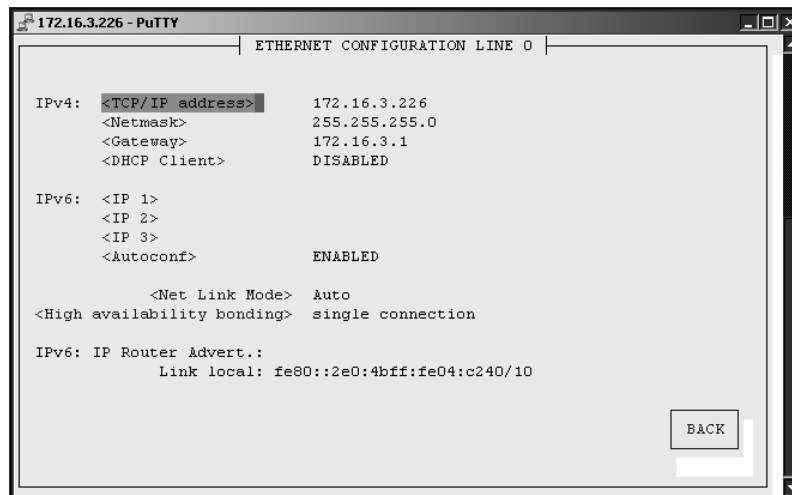 172.16.3.226 - PuTTY
ETHERNET CONFIGURATION LINE 0
IPv4: <TCP/IP address> 172.16.3.226
<Netmask> 255.255.255.0
<Gateway> 172.16.3.1
<DHCP Client> DISABLED
IPv6: <IP 1>
<IP 2>
<IP 3>
<Autoconf> ENABLED
<Net Link Mode> Auto
<High availability bonding> single connection
IPv6: IP Router Advert.:
Link local: fe80::2e0:4bff:fe04:c240/10
BACK